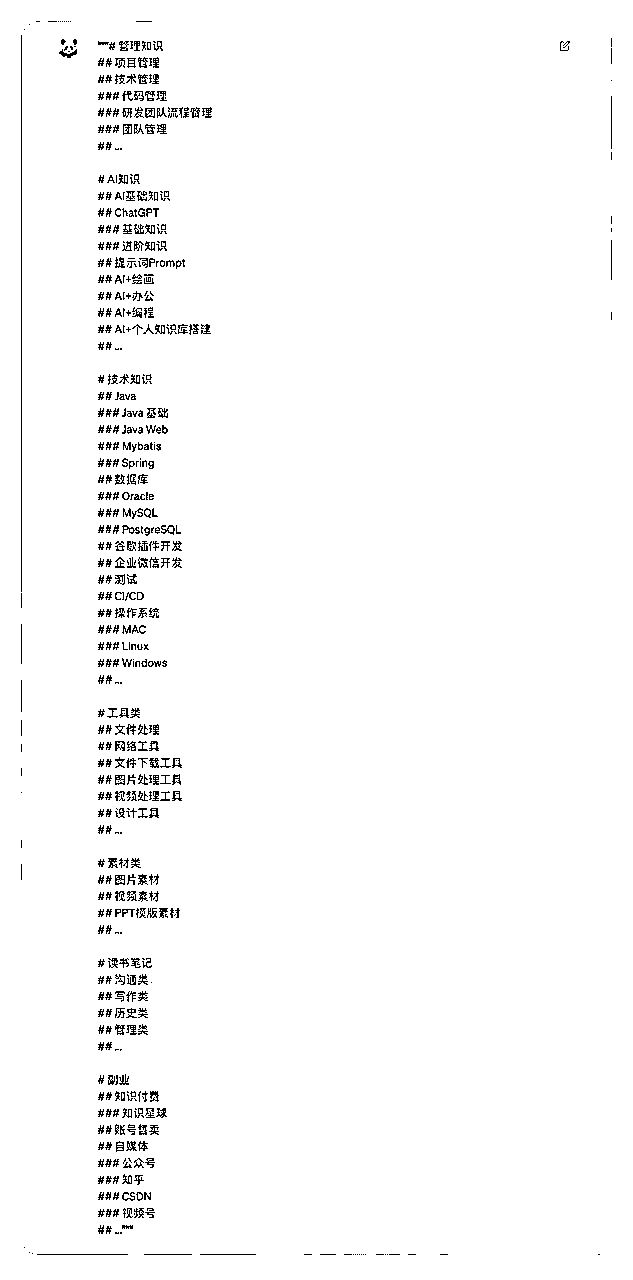 """# 管理知识
## 项目管理
## 技术管理
### 代码管理
### 研发团队流程管理
### 团队管理
## ...
# AI知识
## AI基础知识
## ChatGPT
### 基础知识
### 进阶知识
## 提示词Prompt
## AI+绘画
## AI+办公
## AI+编程
## AI+个人知识库搭建
## ...
# 技术知识
## Java
### Java 基础
### Java Web
### Mybatis
### Spring
## 数据库
### Oracle
### MySQL
### PostgreSQL
## 谷歌插件开发
## 企业微信开发
## 测试
## CI/CD
## 操作系统
### MAC
### Linux
### Windows
## ...
# 工具类
## 文件处理
## 网络工具
## 文件下载工具
## 图片处理工具
## 视频处理工具
## 设计工具
## ...
# 素材类
## 图片素材
## 视频素材
## PPT模版素材
## ...
# 读书笔记
## 沟通类
## 写作类
## 历史类
## 管理类
## ...
# 副业
## 知识付费
### 知识星球
## 账号售卖
## 自媒体
### 公众号
### 知乎
### CSDN
### 视频号
## ..."""